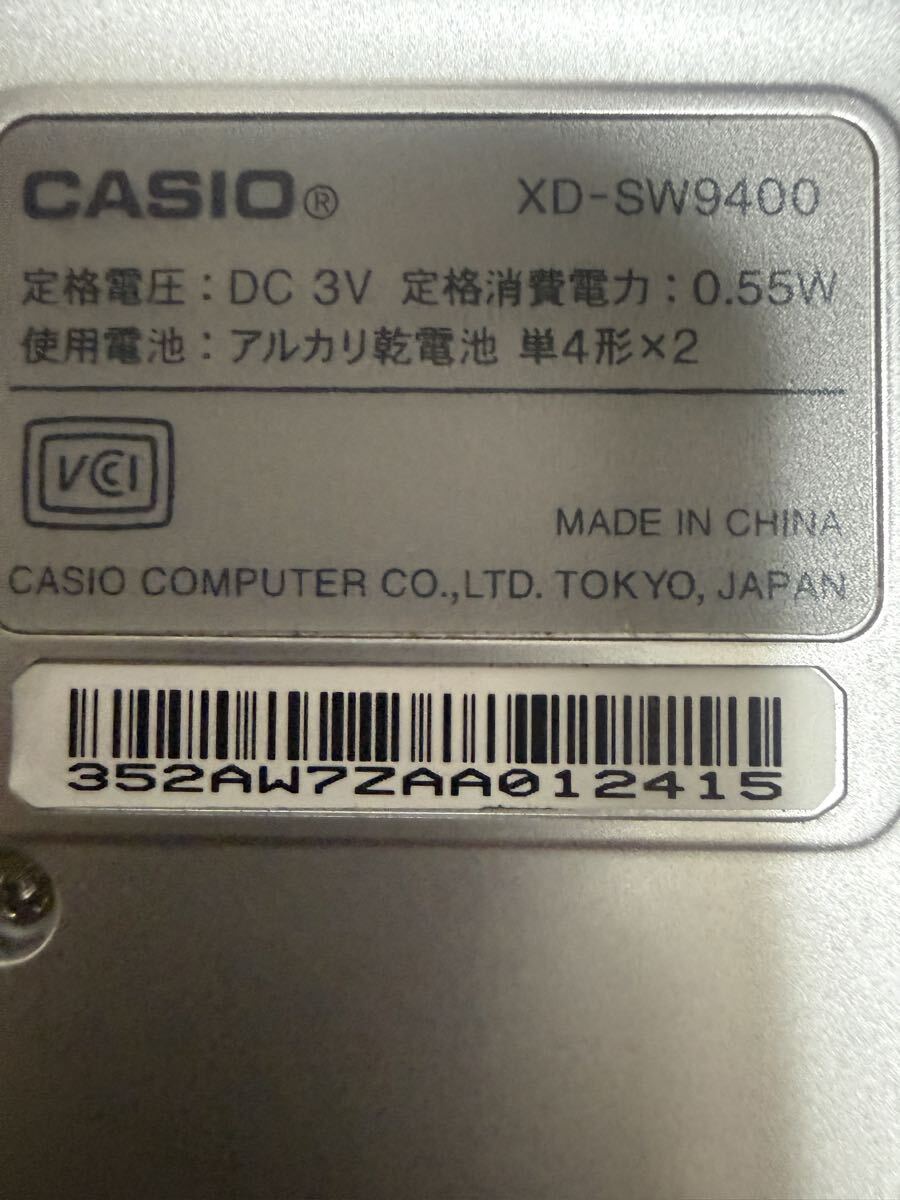 CASIO® XD-SW9400
定格電圧：DC 3V 定格消費電力：0.55W
使用電池：アルカリ乾電池 単4形×2
VCCI
MADE IN CHINA
CASIO COMPUTER CO.,LTD. TOKYO, JAPAN
352AW7ZAA012415